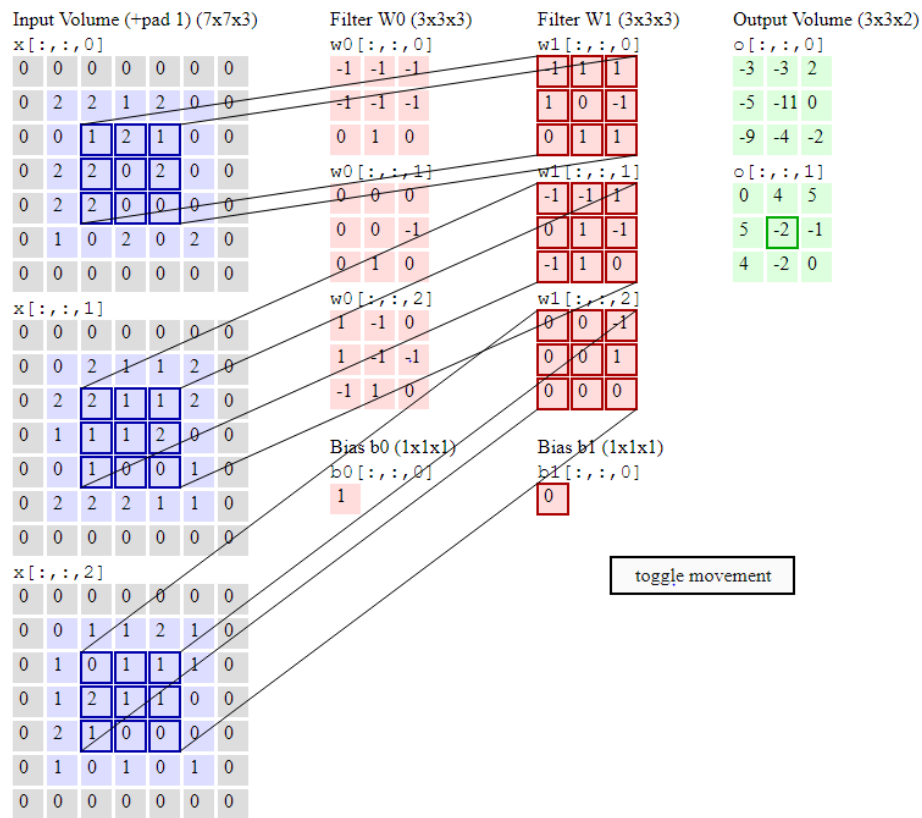 Input Volume (+pad 1) (7x7x3)
x[:,:,0]
0 0 0 0 0 0 0
0 2 2 1 2 0 0
0 0 1 2 1 0 0
0 2 2 0 2 0 0
0 2 2 0 0 0 0
0 1 0 2 0 2 0
0 0 0 0 0 0 0
x[:,:,1]
0 0 0 0 0 0 0
0 0 2 1 1 2 0
0 2 2 1 1 2 0
0 1 1 1 2 0 0
0 0 1 0 0 1 0
0 2 2 2 1 1 0
0 0 0 0 0 0 0
x[:,:,2]
0 0 0 0 0 0 0
0 0 1 1 2 1 0
0 1 0 1 1 1 0
0 1 2 1 1 0 0
0 2 1 0 0 0 0
0 1 0 1 0 1 0
0 0 0 0 0 0 0
Filter W0 (3x3x3)
w0[:,:,0]
-1 -1 -1
-1 -1 -1
0 1 0
w0[:,:,1]
0 0 0
0 0 -1
0 1 0
w0[:,:,2]
1 -1 0
1 -1 -1
-1 1 0
Bias b0 (1x1x1)
b0[:,:,0]
1
Filter W1 (3x3x3)
w1[:,:,0]
-1 1 1
1 0 -1
0 1 1
w1[:,:,1]
-1 -1 1
0 1 -1
-1 1 0
w1[:,:,2]
0 0 -1
0 0 1
0 0 0
Bias b1 (1x1x1)
b1[:,:,0]
0
Output Volume (3x3x2)
o[:,:,0]
-3 -3 2
-5 -11 0
-9 -4 -2
o[:,:,1]
0 4 5
5 -2 -1
4 -2 0
toggle movement